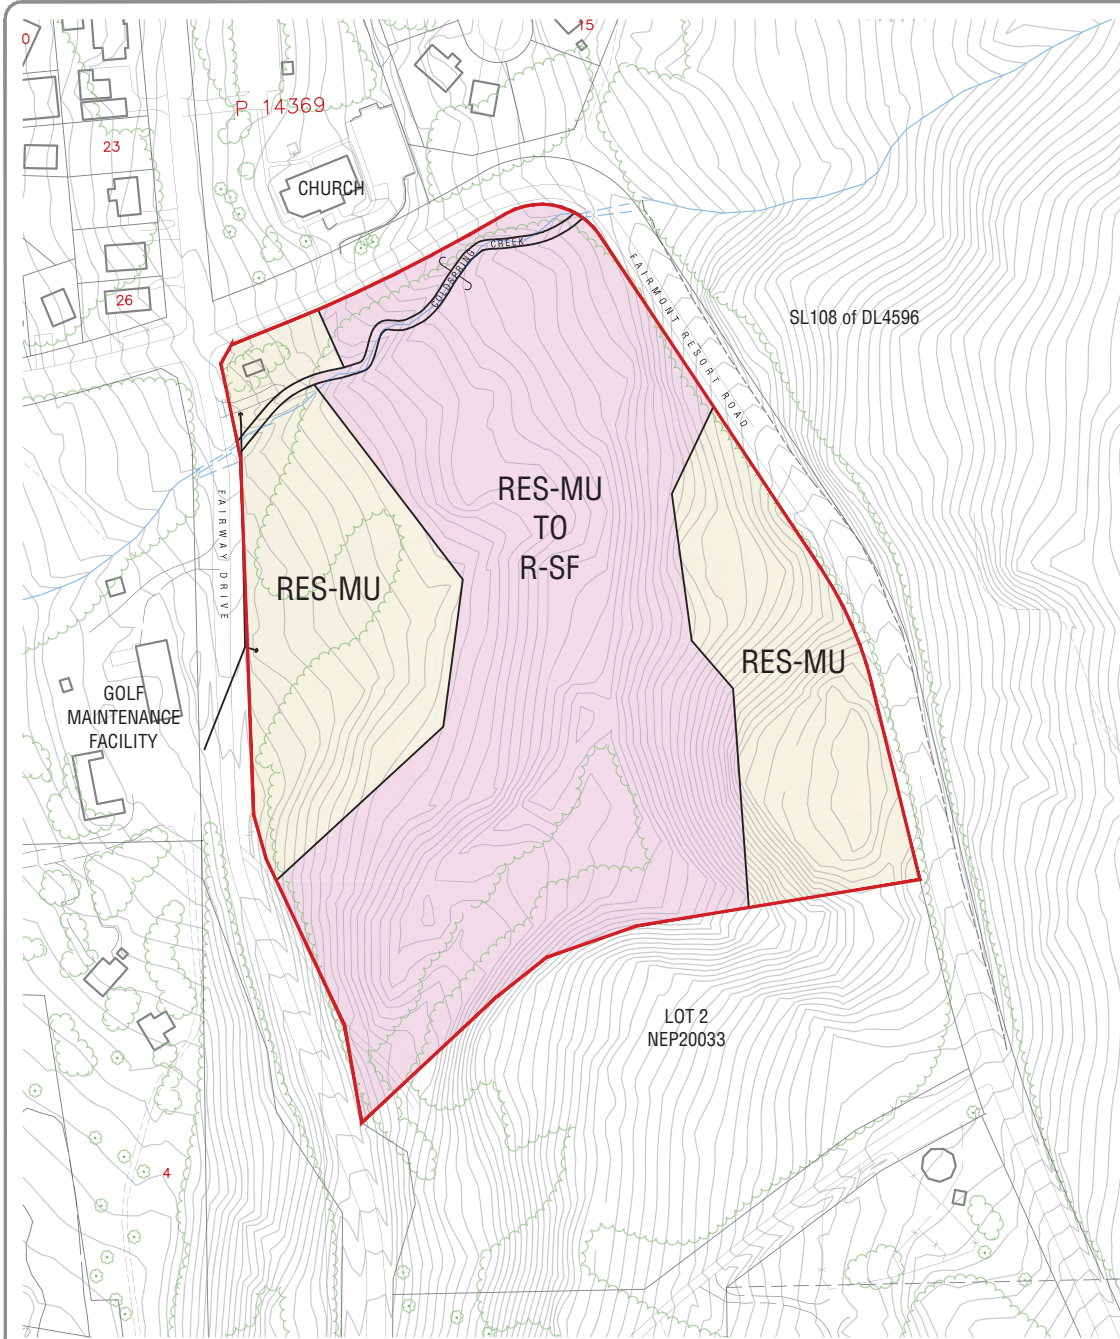 0
15
P 14369
23
CHURCH
COLDSPRING CREEK
26
FAIRMONT RESORT ROAD
SL108 of DL4596
RES-MU
TO
R-SF
FAIRWAY DRIVE
RES-MU
RES-MU
GOLF
MAINTENANCE
FACILITY
LOT 2
NEP20033
4